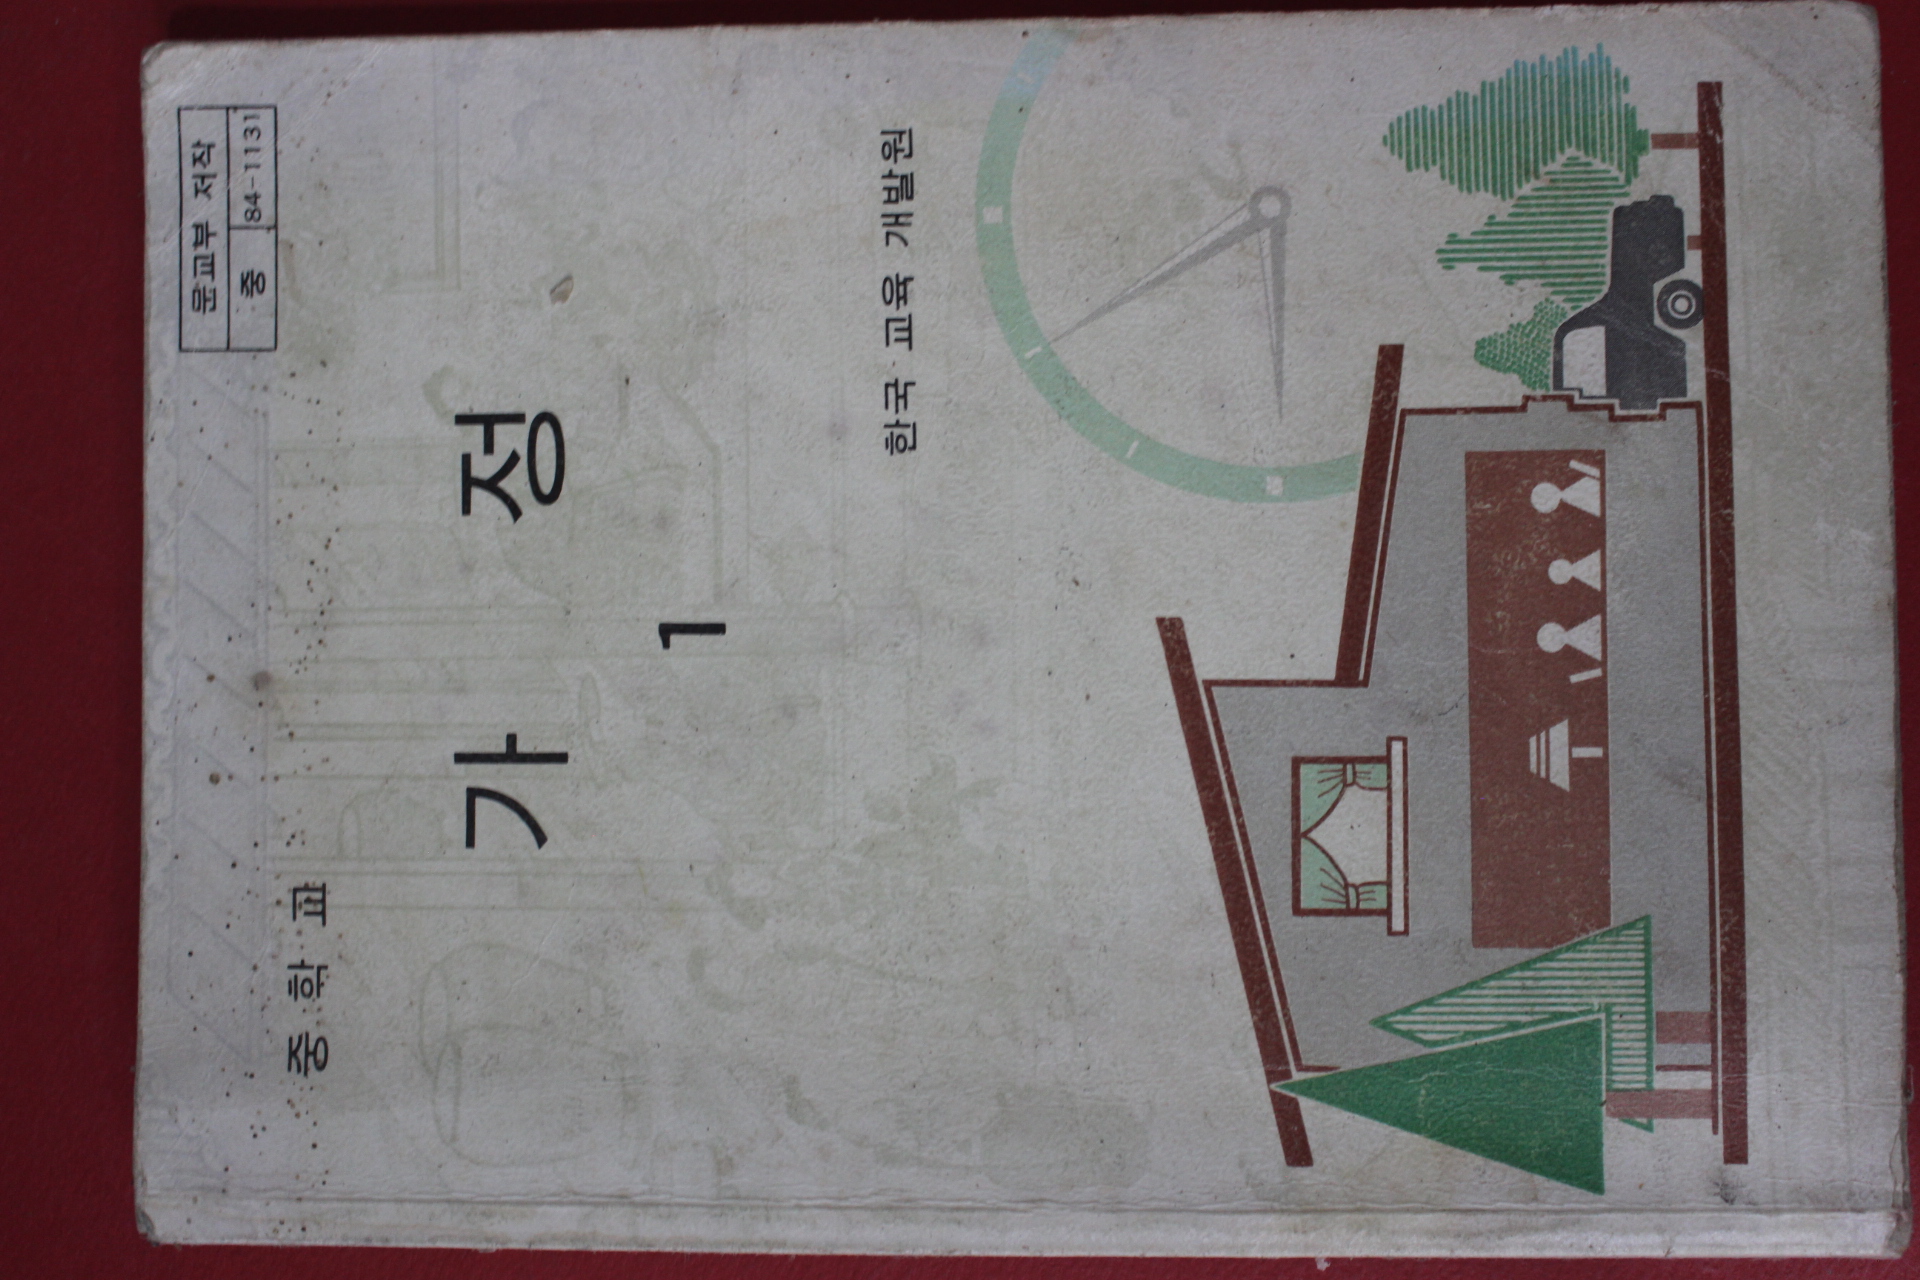 문교부 저작
중 84-1131
중 학 교
가 정
1
한국 교육 개발원